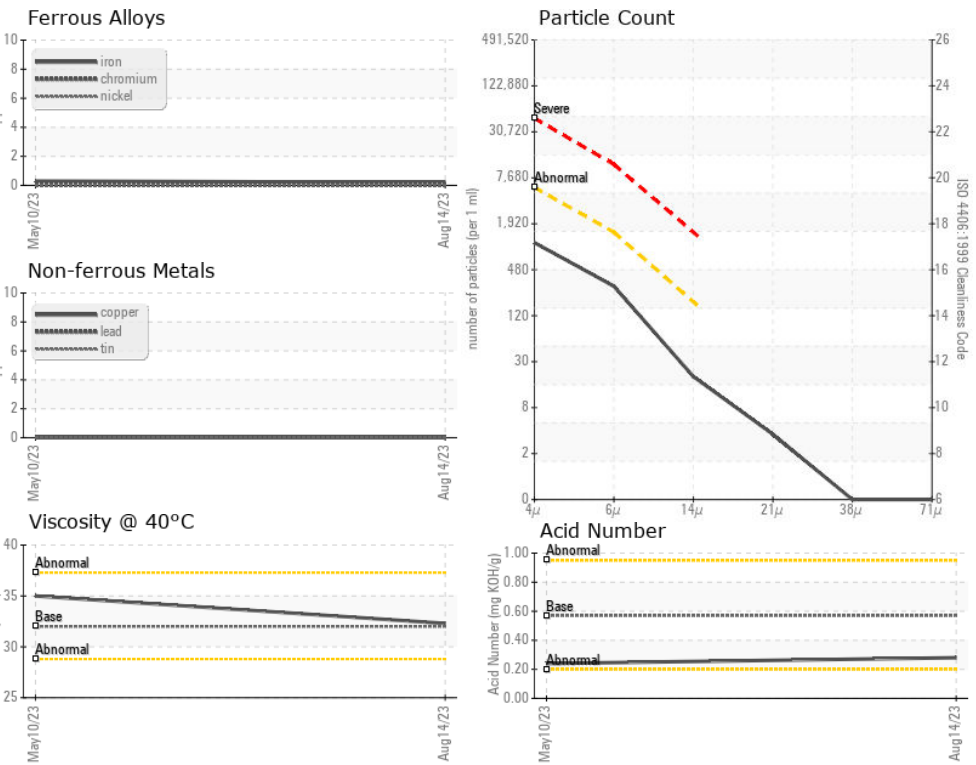 Ferrous Alloys
10
8
6
4
2
0
iron
chromium
nickel
May10/23
Aug14/23
Non-ferrous Metals
10
8
6
4
2
0
copper
lead
tin
May10/23
Aug14/23
Viscosity @ 40°C
40
35
30
25
Abnormal
Base
Abnormal
May10/23
Aug14/23
Particle Count
number of particles (per 1 ml)
491,520
122,880
30,720
7,680
1,920
480
120
30
8
2
0
Severe
Abnormal
26
24
22
20
18
16
14
12
10
8
6
ISO 4406:1999 Cleanliness Code
4µ 6µ 14µ 21µ 38µ 71µ
Acid Number
Acid Number (mg KOH/g)
1.00
0.80
0.60
0.40
0.20
0.00
Abnormal
Base
Abnormal
May10/23
Aug14/23